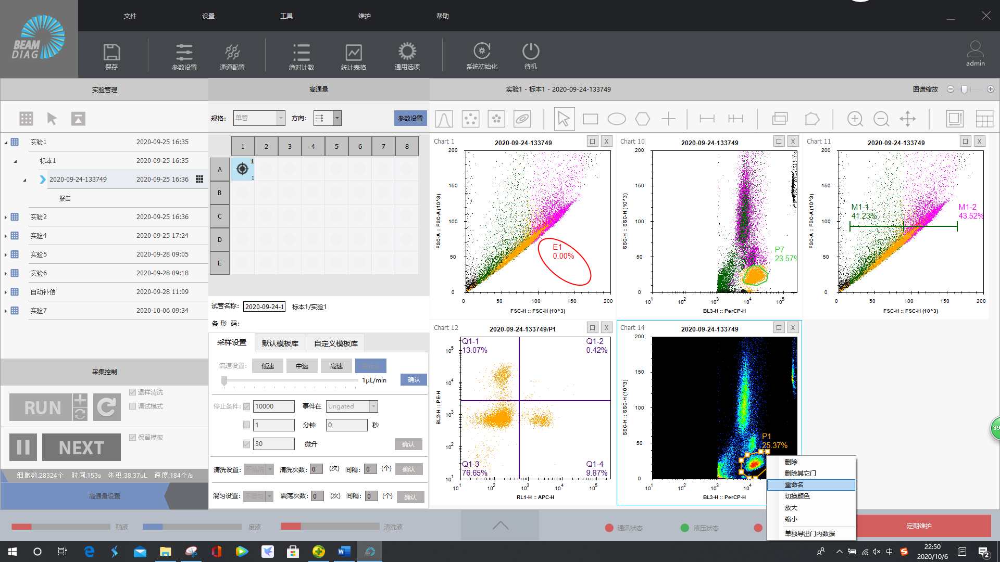 文件 设置 工具 维护 帮助
BEAM
DIAG
保存 参数设置 通道配置 绝对计数 统计表格 通用选项 系统初始化 待机 admin
实验管理 高通量 实验1 - 标本1 - 2020-09-24-133749 图谱缩放
规格: 单管 方向: 参数设置
实验1 2020-09-25 16:35
标本1 2020-09-25 16:35
2020-09-24-133749 2020-09-25 16:36
报告
实验2 2020-09-25 16:36
实验4 2020-09-25 17:24
实验5 2020-09-28 09:05
实验6 2020-09-28 09:18
自动补偿 2020-09-28 11:09
实验7 2020-10-06 09:34
采集控制
RUN
退样清洗
调试模式
NEXT
保留模板
细胞数:28324个 时间:153s 体积:38.37uL 速度:184个/s
高通量设置
1 2 3 4 5 6 7 8
A 1 1
B
C
D
E
试管名称: 2020-09-24-1 标本1/实验1
条 形 码:
采样设置 默认模板库 自定义模板库
流速设置: 低速 中速 高速 自定义
1μL/min 确认
停止条件: 10000 事件在 Ungated
1 分钟 0 秒
30 微升 确认
清洗设置: 不清洗 清洗次数: 0 (次) 间隔: 0 (个) 确认
混匀设置: 不混匀 震荡次数: 0 (次) 间隔: 0 (个) 确认
Chart 1 2020-09-24-133749 口 X
200
150
100
50
0
FSC-A :: FSC-A (10^3)
E1
0.00%
0 50 100 150 200
FSC-H :: FSC-H (10^3)
Chart 10 2020-09-24-133749 口 X
200
150
100
50
0
SSC-H :: SSC-H (10^3)
P7
23.57%
10^1 10^2 10^3 10^4 10^5
BL3-H :: PerCP-H
Chart 11 2020-09-24-133749 口 X
200
150
100
50
0
FSC-A :: FSC-A (10^3)
M1-1
41.23%
M1-2
43.52%
0 50 100 150 200
FSC-H :: FSC-H (10^3)
Chart 12 2020-09-24-133749/P1 口 X
10^5
10^4
10^3
10^2
10^1
BL2-H :: PE-H
Q1-1
13.07%
Q1-2
0.42%
Q1-3
76.65%
Q1-4
9.87%
10^1 10^2 10^3 10^4 10^5
RL1-H :: APC-H
Chart 14 2020-09-24-133749 口 X
200
150
100
50
0
SSC-H :: SSC-H (10^3)
P1
25.37%
10^1 10^2 10^3 10^4
BL3-H :: PerCP-H
删除
删除其它门
重命名
切换颜色
放大
缩小
单独导出门内数据
39
鞘液 废液 清洗液 通讯状态 液压状态 定期维护
中 22:50
2020/10/6
2